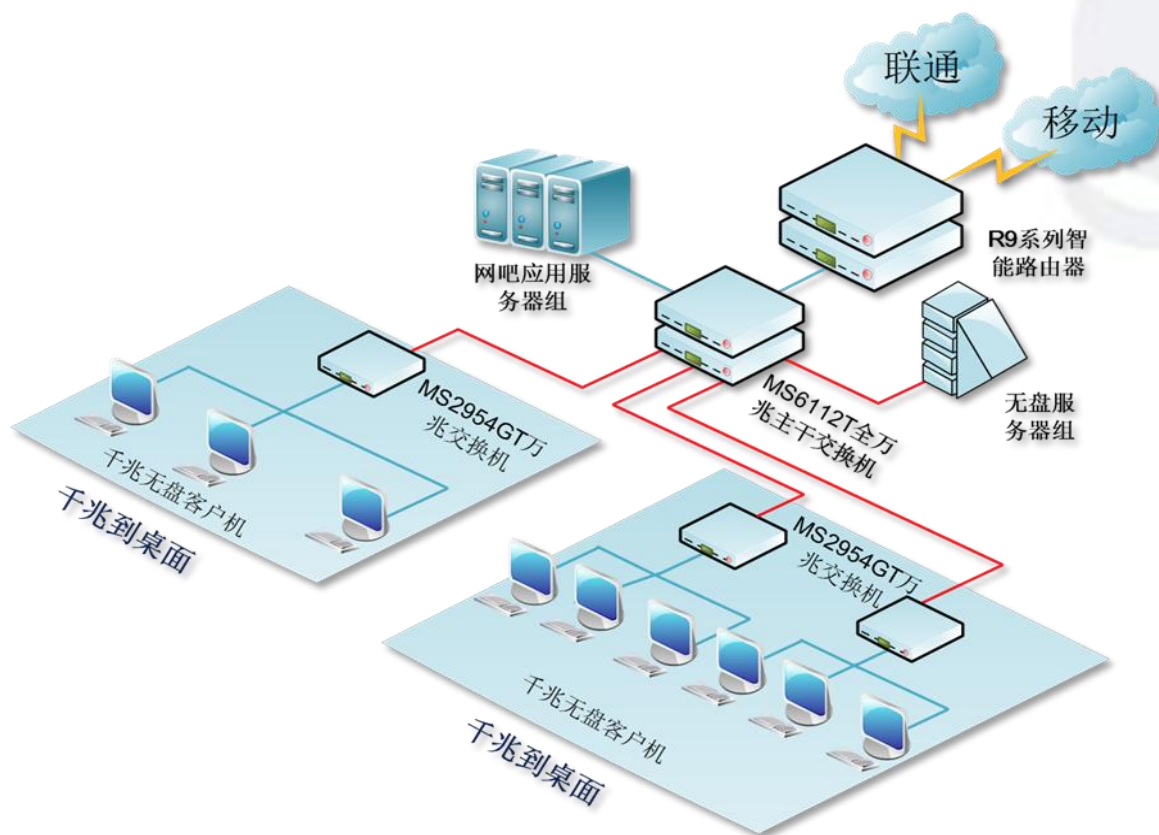 联通
移动
R9系列智
能路由器
网吧应用服
务器组
无盘服
务器组
MS6112T全万
兆主干交换机
MS2954GT万
兆交换机
千兆无盘客户机
千兆到桌面
MS2954GT万
兆交换机
千兆无盘客户机
千兆到桌面